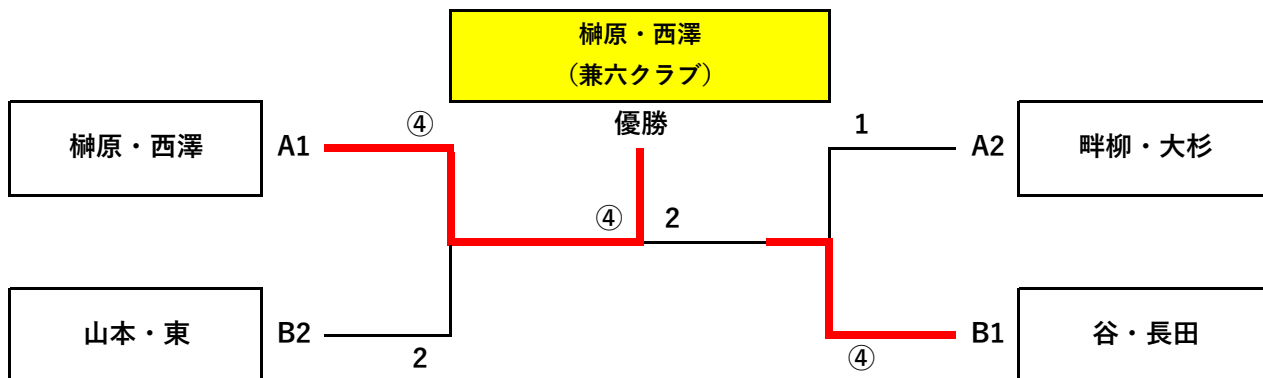 榊原・西澤
(兼六クラブ)
優勝
④
1
榊原・西澤
A1
A2
畔柳・大杉
④
2
山本・東
B2
B1
谷・長田
2
④